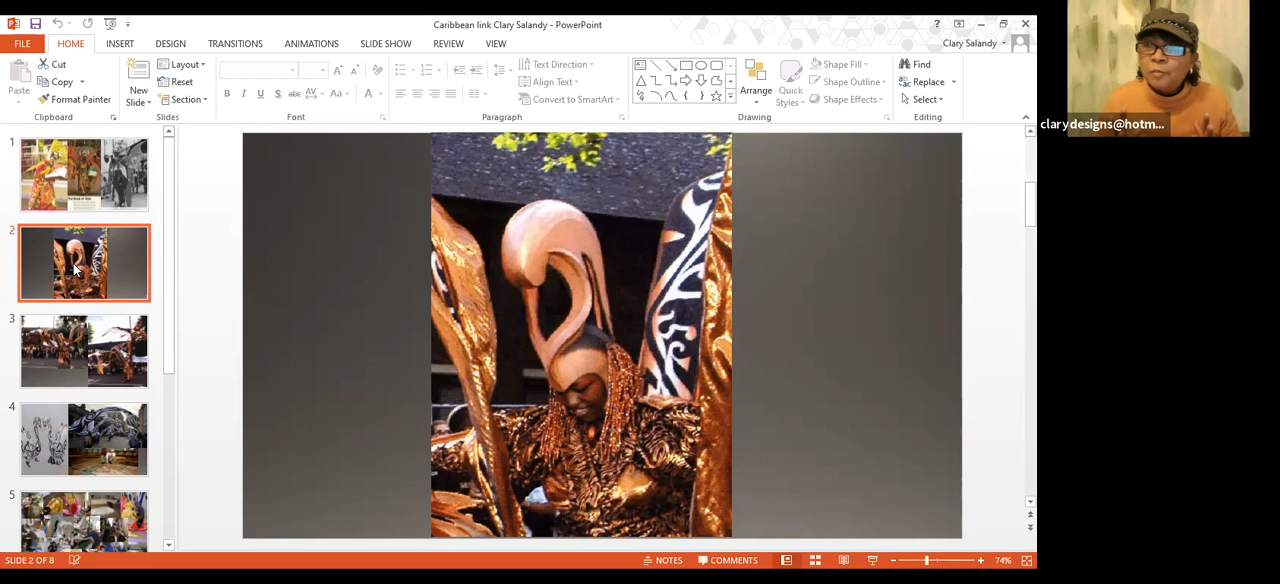 Caribbean link Clary Salandy - PowerPoint
FILE HOME INSERT DESIGN TRANSITIONS ANIMATIONS SLIDE SHOW REVIEW VIEW Clary Salandy
Paste Cut
Copy
Format Painter
Clipboard
New Slide
Layout
Reset
Section
Slides
B I U S abc AV Aa A
Font
Text Direction
Align Text
Convert to SmartArt
Paragraph
Arrange
Quick Styles
Shape Fill
Shape Outline
Shape Effects
Drawing
Find
Replace
Select
Editing
clarydesigns@hotm...
1
2
3
4
5
SLIDE 2 OF 8 NOTES COMMENTS 74%